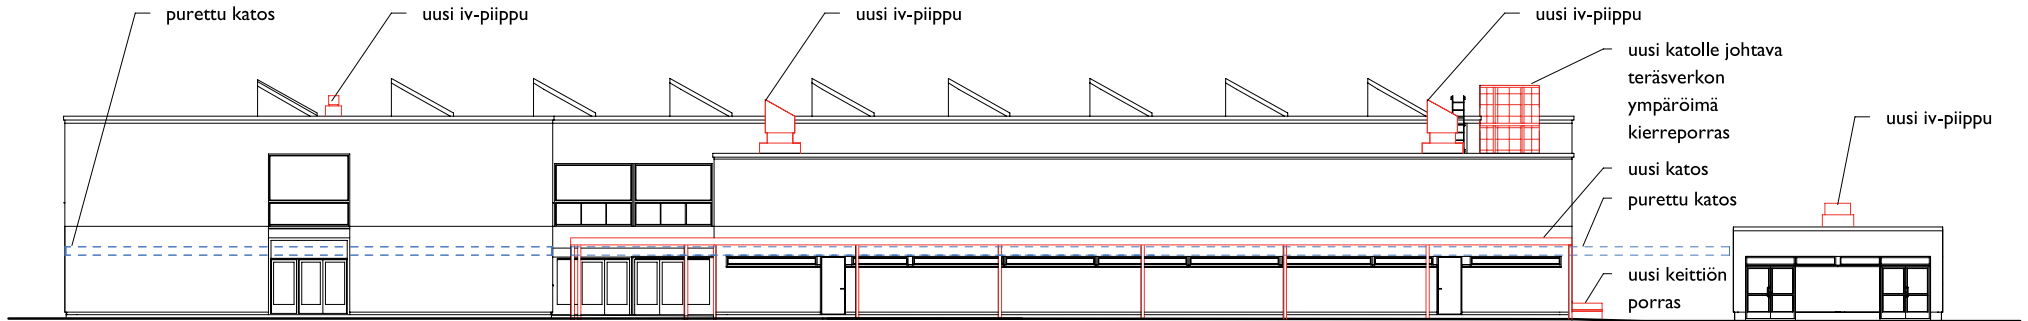 purettu katos
uusi iv-piippu
uusi iv-piippu
uusi iv-piippu
uusi katolle johtava
teräsverkon
ympäröimä
kierreporras
uusi iv-piippu
uusi katos
purettu katos
uusi keittiön
porras